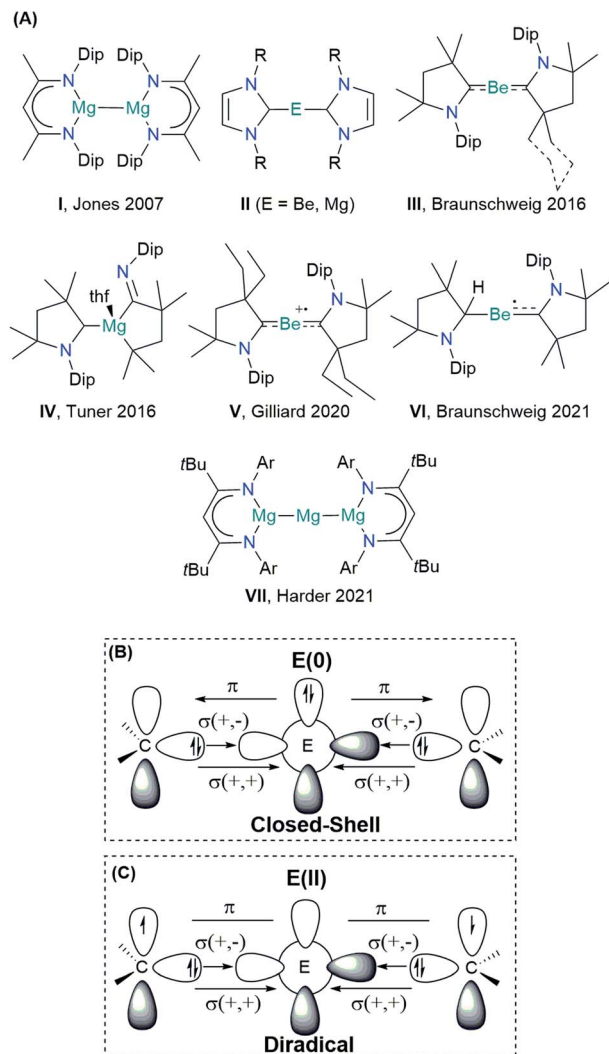 (A)
Dip Dip
N N
Mg Mg
N N
Dip Dip
I, Jones 2007
R R
N N
E
N N
R R
II (E = Be, Mg)
Dip
N
Be
N
Dip
III, Braunschweig 2016
Dip
N
thf
Mg
N
Dip
IV, Tuner 2016
Dip
N
+•
Be
N
Dip
V, Gilliard 2020
Dip
H N
•
Be
N
Dip
VI, Braunschweig 2021
tBu Ar Ar tBu
N N
Mg Mg Mg
N N
tBu Ar Ar tBu
VII, Harder 2021
(B)
E(0)
π π
σ(+,-) σ(+,-)
C E C
σ(+,+) σ(+,+)
Closed-Shell
(C)
E(II)
π π
σ(+,-) σ(+,-)
C E C
σ(+,+) σ(+,+)
Diradical